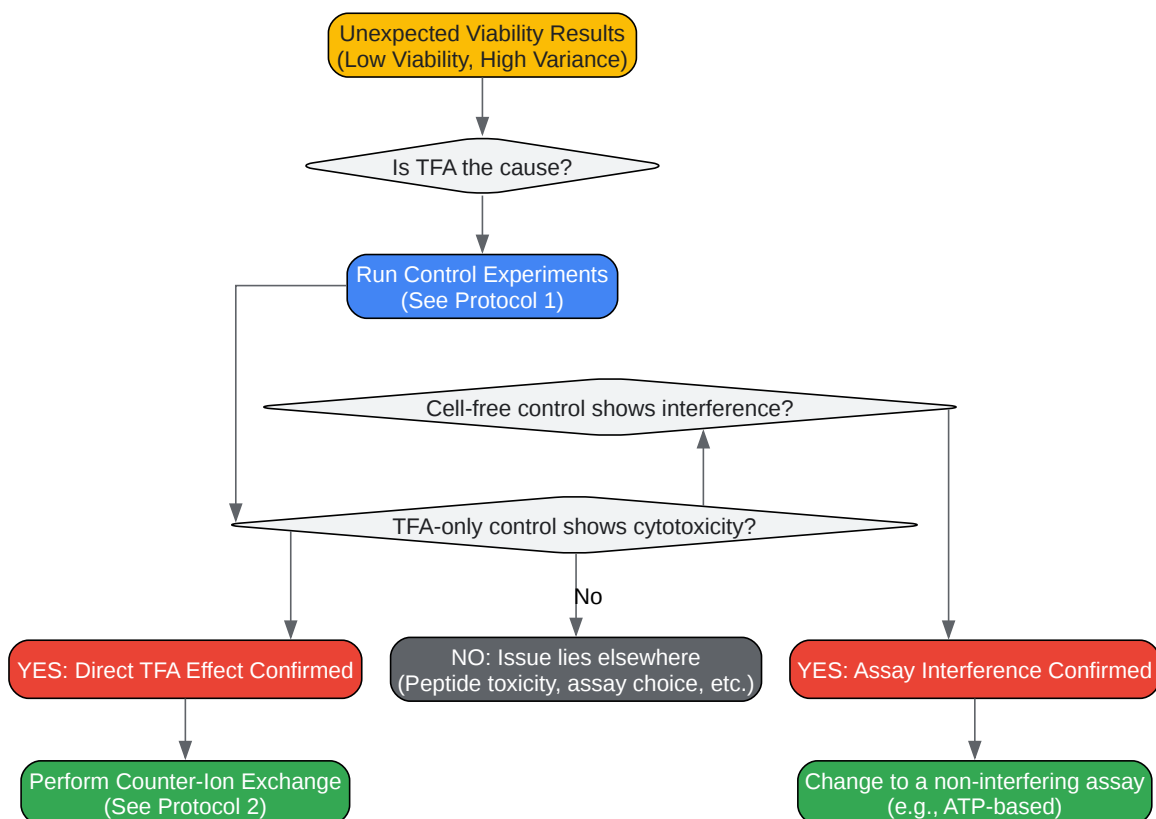 Unexpected Viability Results
(Low Viability, High Variance)
Is TFA the cause?
Run Control Experiments
(See Protocol 1)
Cell-free control shows interference?
TFA-only control shows cytotoxicity?
No
YES: Direct TFA Effect Confirmed
NO: Issue lies elsewhere
(Peptide toxicity, assay choice, etc.)
YES: Assay Interference Confirmed
Perform Counter-Ion Exchange
(See Protocol 2)
Change to a non-interfering assay
(e.g., ATP-based)